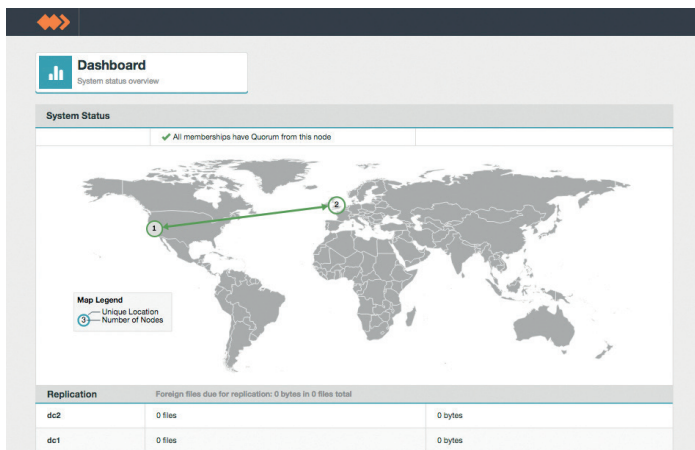 Dashboard
System status overview
System Status
All memberships have Quorum from this node
2
1
Map Legend
Unique Location
3 Number of Nodes
Replication Foreign files due for replication: 0 bytes in 0 files total
dc2 0 files 0 bytes
dc1 0 files 0 bytes